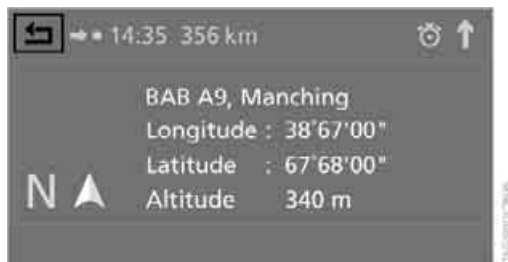 14:35 356 km
BAB A9, Manching
Longitude : 38°67'00"
Latitude : 67°68'00"
N Altitude 340 m